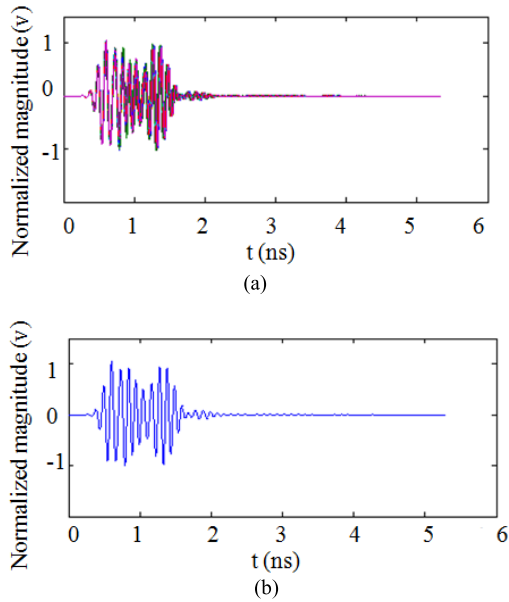 (a)
Normalized magnitude (v)
1
0
-1
0 1 2 3 4 5 6
t (ns)
(a)
Normalized magnitude (v)
1
0
-1
0 1 2 3 4 5 6
t (ns)
(b)